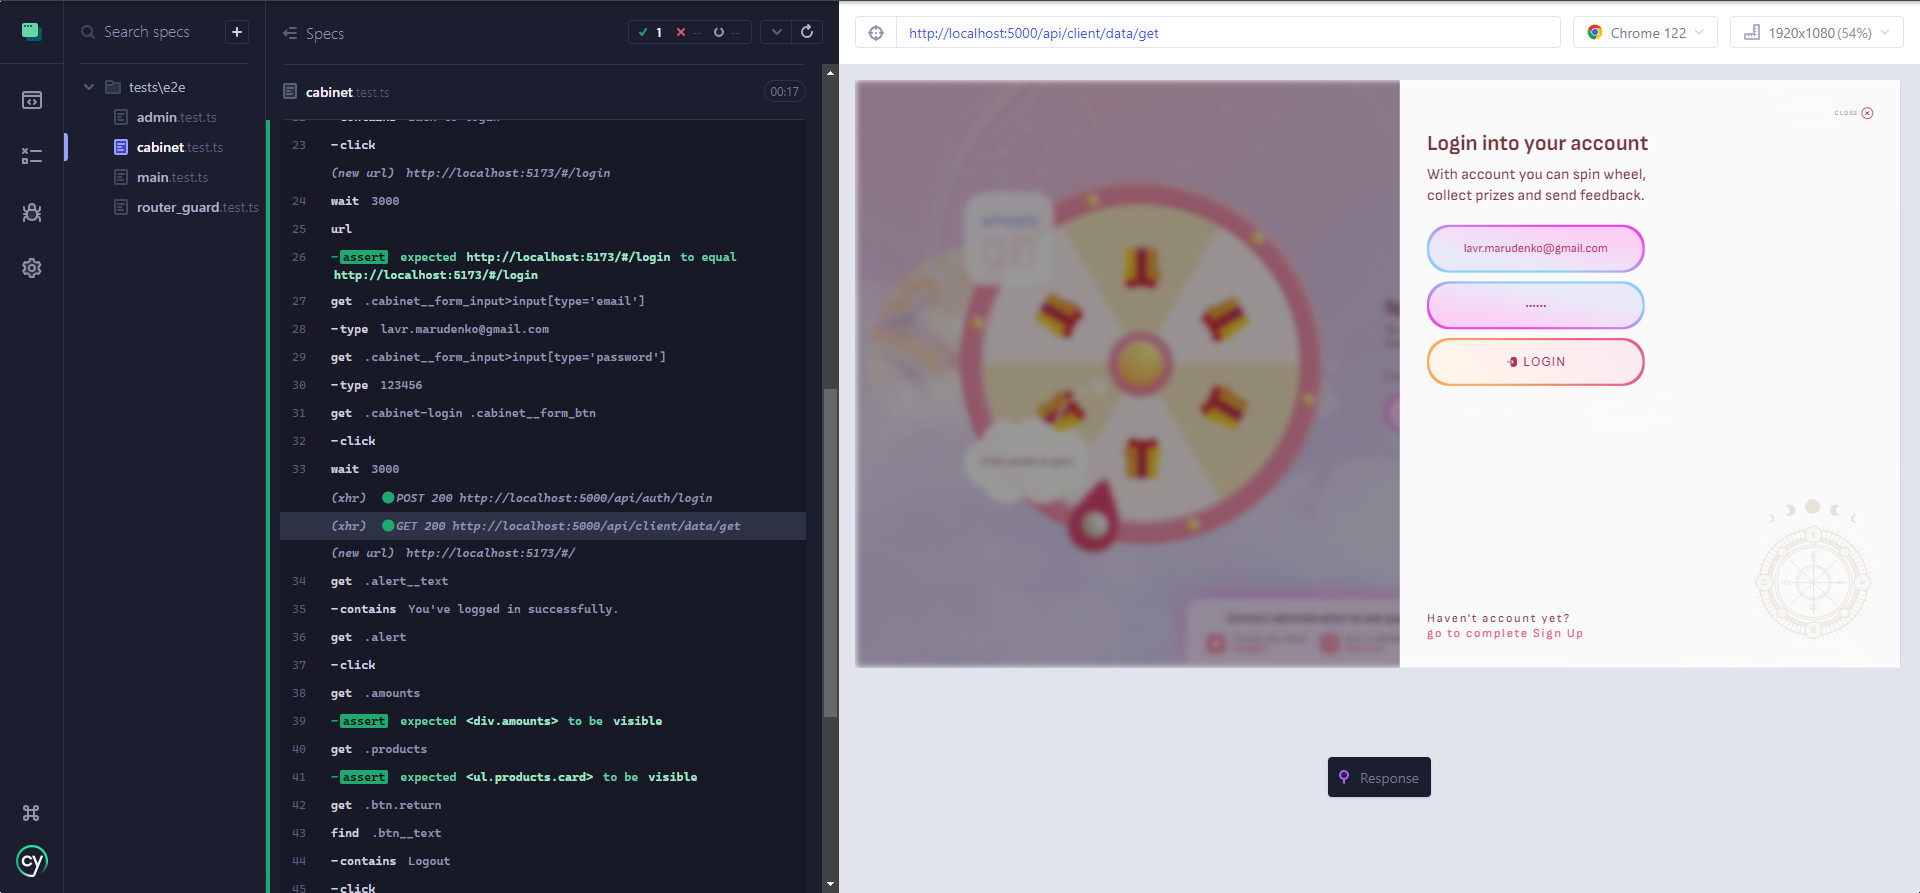 Search specs
+
tests\e2e
admin.test.ts
cabinet.test.ts
main.test.ts
router_guard.test.ts
cy
Specs
1
--
--
cabinet.test.ts
00:17
23 -click
(new url) http://localhost:5173/#/login
24 wait 3000
25 url
26 -assert expected http://localhost:5173/#/login to equal
http://localhost:5173/#/login
27 get .cabinet__form_input>input[type='email']
28 -type lavr.marudenko@gmail.com
29 get .cabinet__form_input>input[type='password']
30 -type 123456
31 get .cabinet-login .cabinet__form_btn
32 -click
33 wait 3000
(xhr) POST 200 http://localhost:5000/api/auth/login
(xhr) GET 200 http://localhost:5000/api/client/data/get
(new url) http://localhost:5173/#/
34 get .alert__text
35 -contains You've logged in successfully.
36 get .alert
37 -click
38 get .amounts
39 -assert expected <div.amounts> to be visible
40 get .products
41 -assert expected <ul.products.card> to be visible
42 get .btn.return
43 find .btn__text
44 -contains Logout
45 -click
http://localhost:5000/api/client/data/get
Chrome 122
1920x1080 (54%)
CLOSE
Login into your account
With account you can spin wheel,
collect prizes and send feedback.
lavr.marudenko@gmail.com
••••••
LOGIN
Haven't account yet?
go to complete Sign Up
Response